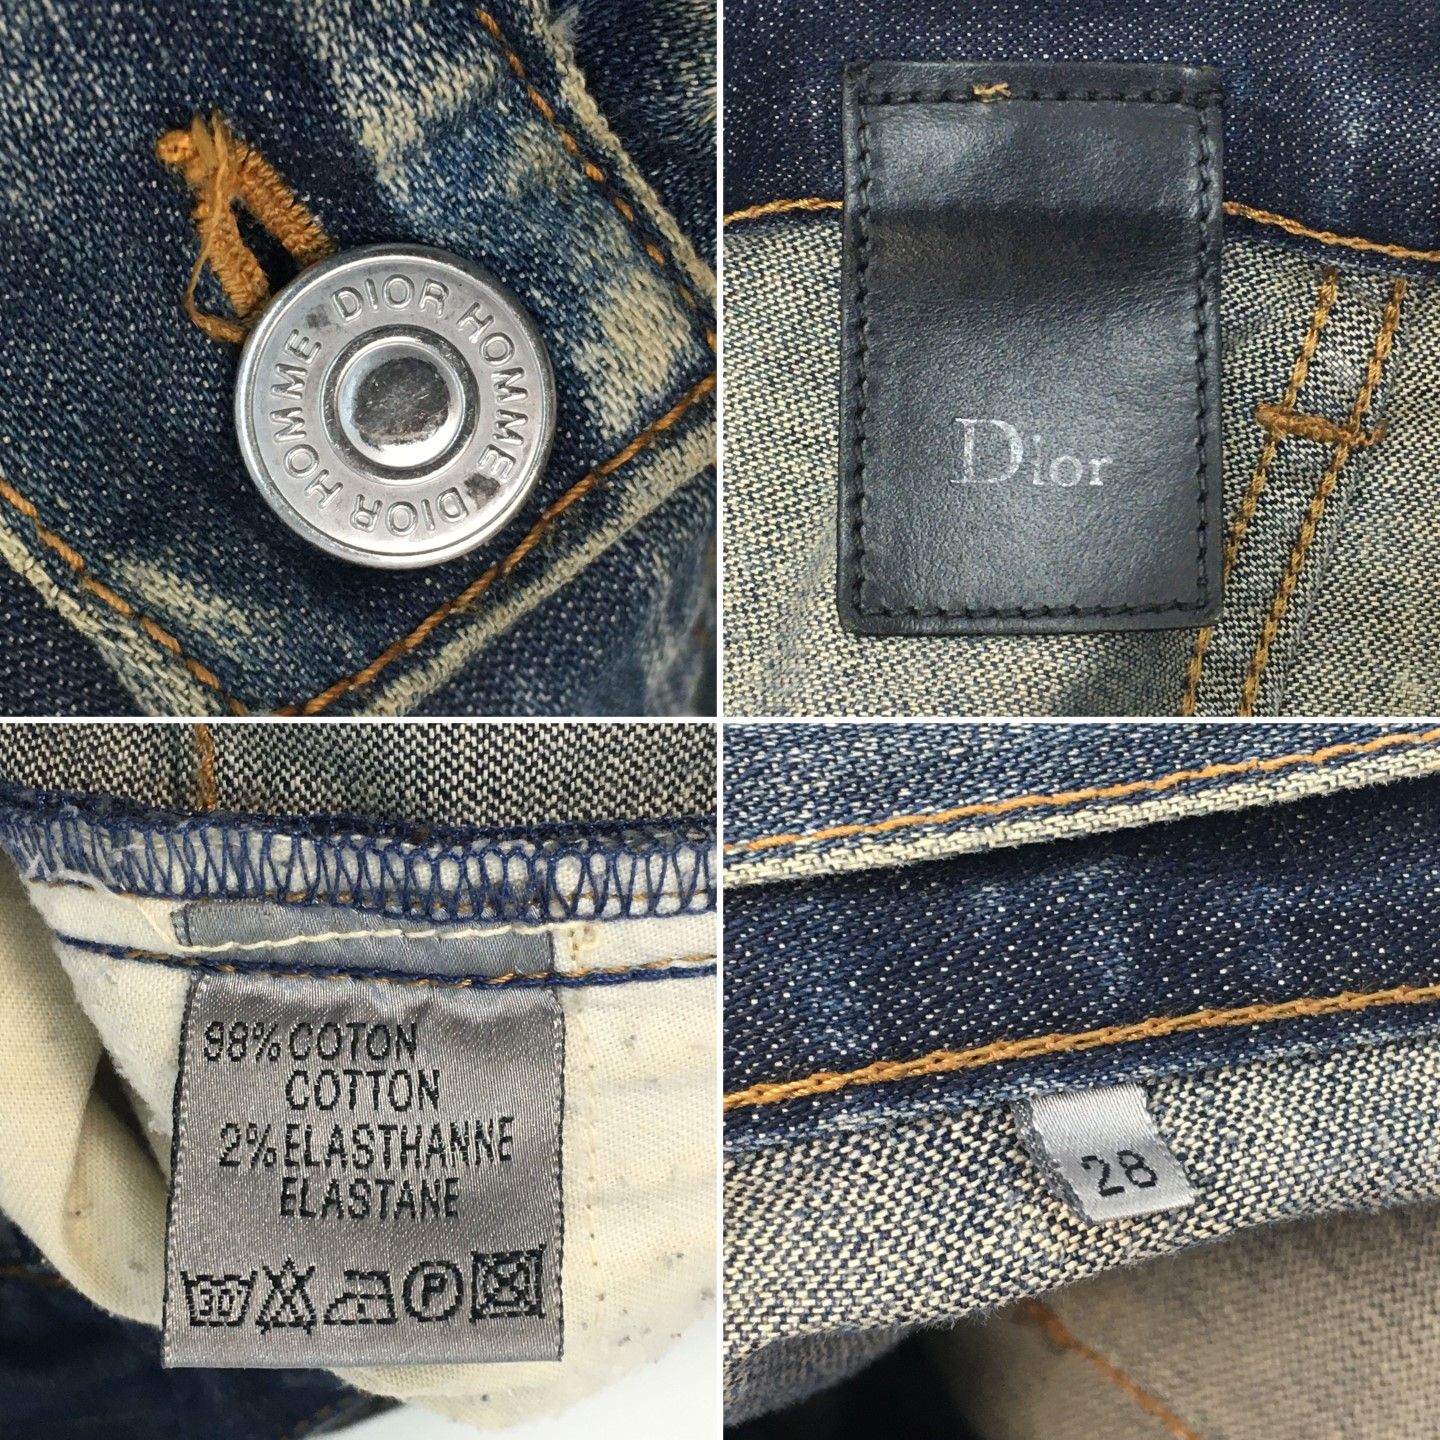 DIOR HOMME DIOR HOMME
Dior
98% COTON
COTTON
2% ELASTHANNE
ELASTANE
30 P
28